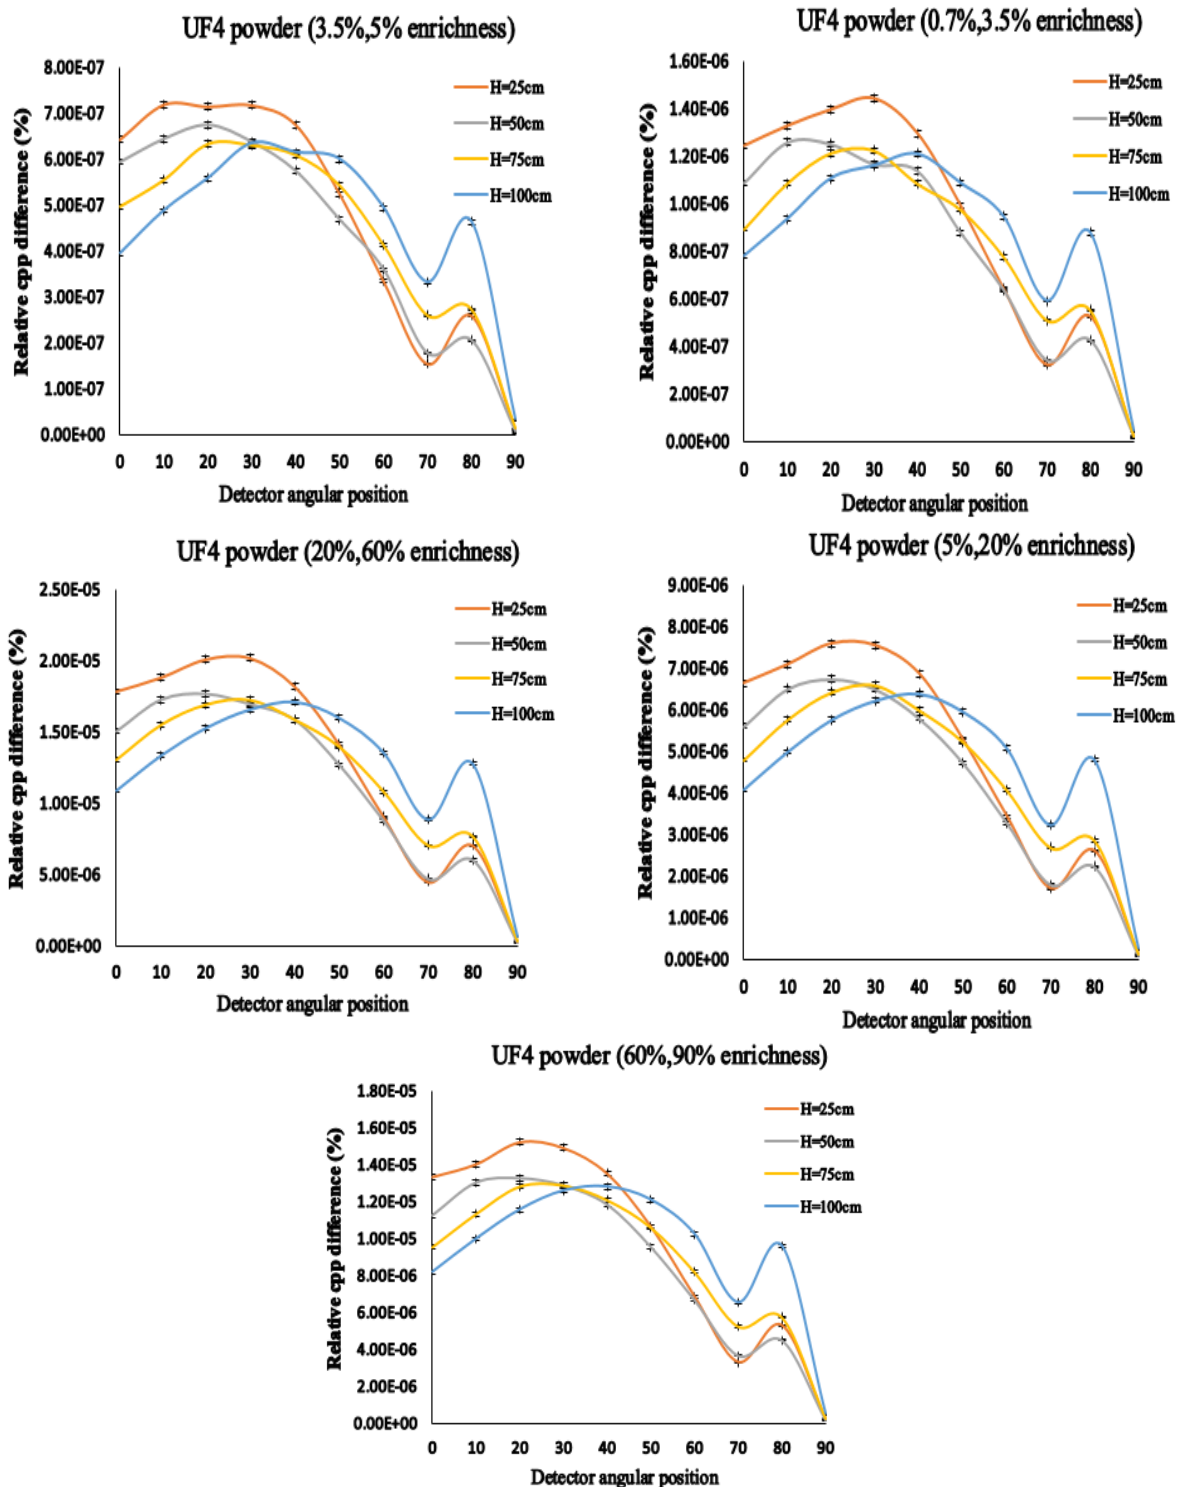 UF4 powder (3.5%,5% enrichness)
Relative cpp difference (%)
8.00E-07
7.00E-07
6.00E-07
5.00E-07
4.00E-07
3.00E-07
2.00E-07
1.00E-07
0.00E+00
H=25cm
H=50cm
H=75cm
H=100cm
0 10 20 30 40 50 60 70 80 90
Detector angular position
UF4 powder (0.7%,3.5% enrichness)
Relative cpp difference (%)
1.60E-06
1.40E-06
1.20E-06
1.00E-06
8.00E-07
6.00E-07
4.00E-07
2.00E-07
0.00E+00
H=25cm
H=50cm
H=75cm
H=100cm
0 10 20 30 40 50 60 70 80 90
Detector angular position
UF4 powder (20%,60% enrichness)
Relative cpp difference (%)
2.50E-05
2.00E-05
1.50E-05
1.00E-05
5.00E-06
0.00E+00
H=25cm
H=50cm
H=75cm
H=100cm
0 10 20 30 40 50 60 70 80 90
Detector angular position
UF4 powder (5%,20% enrichness)
Relative cpp difference (%)
9.00E-06
8.00E-06
7.00E-06
6.00E-06
5.00E-06
4.00E-06
3.00E-06
2.00E-06
1.00E-06
0.00E+00
H=25cm
H=50cm
H=75cm
H=100cm
0 10 20 30 40 50 60 70 80 90
Detector angular position
UF4 powder (60%,90% enrichness)
Relative cpp difference (%)
1.80E-05
1.60E-05
1.40E-05
1.20E-05
1.00E-05
8.00E-06
6.00E-06
4.00E-06
2.00E-06
0.00E+00
H=25cm
H=50cm
H=75cm
H=100cm
0 10 20 30 40 50 60 70 80 90
Detector angular position